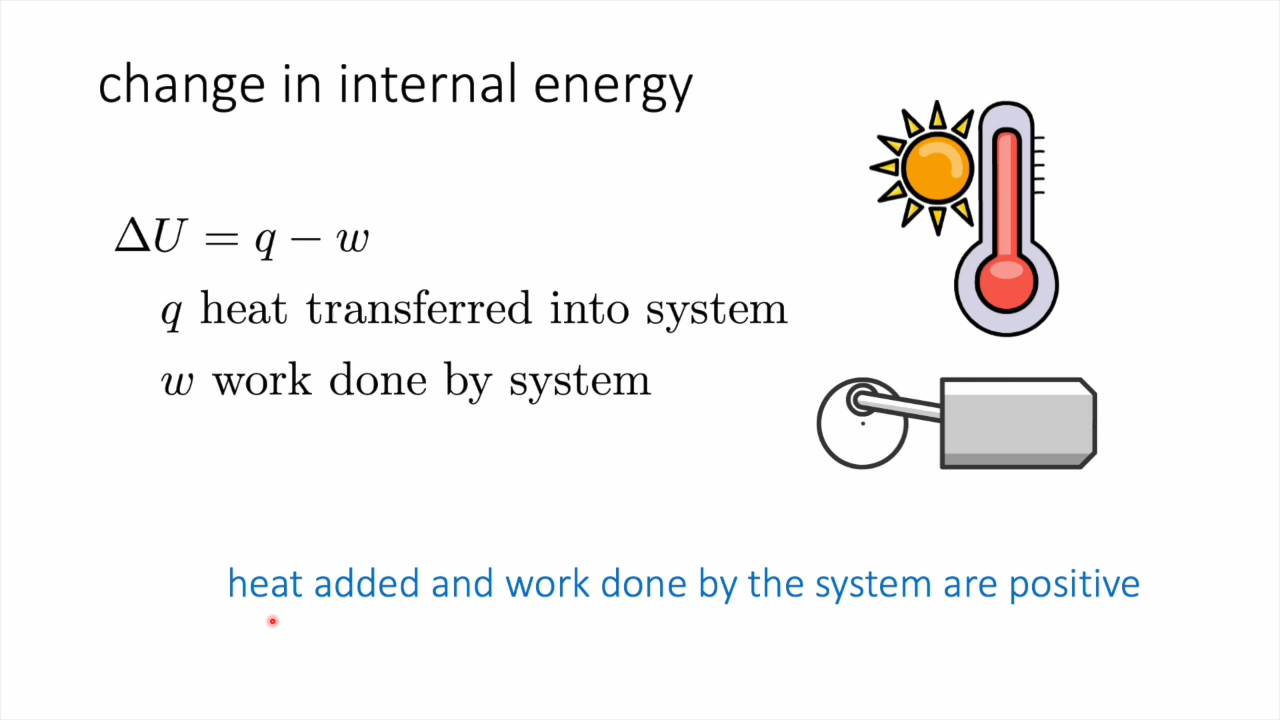 change in internal energy
ΔU = q − w
q heat transferred into system
w work done by system
heat added and work done by the system are positive